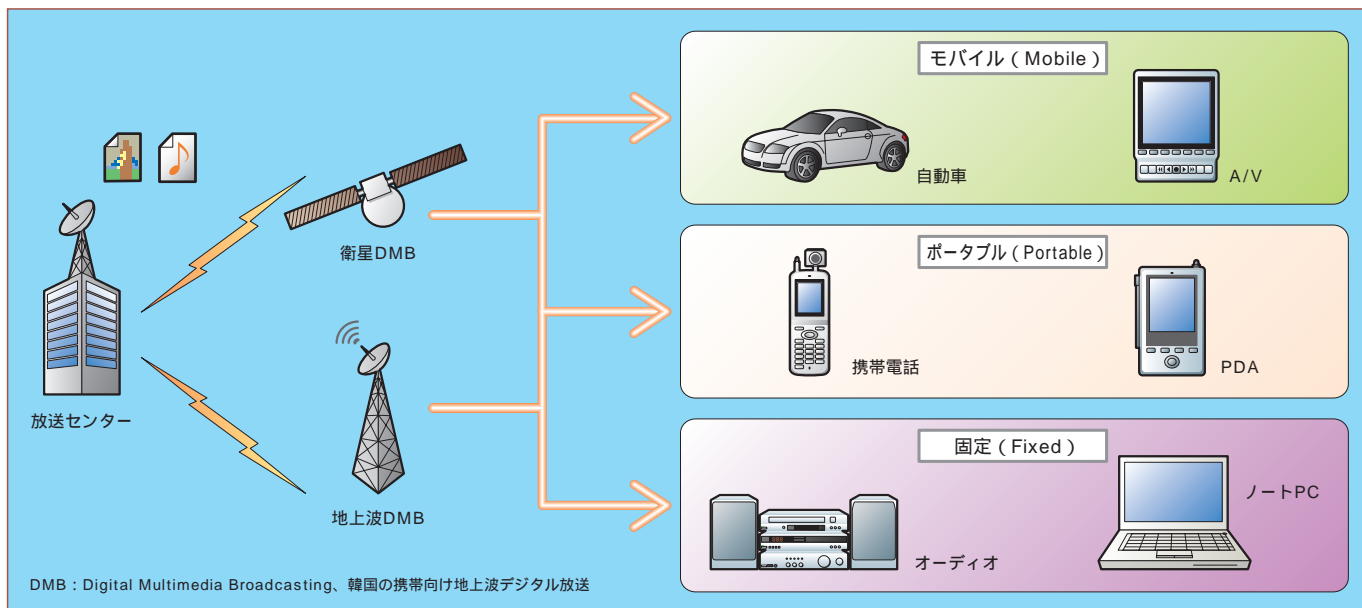 モバイル ( Mobile )
自動車
A/V
衛星DMB
ポータブル ( Portable )
携帯電話
PDA
放送センター
地上波DMB
固定 ( Fixed )
ノートPC
オーディオ
DMB : Digital Multimedia Broadcasting、韓国の携帯向け地上波デジタル放送